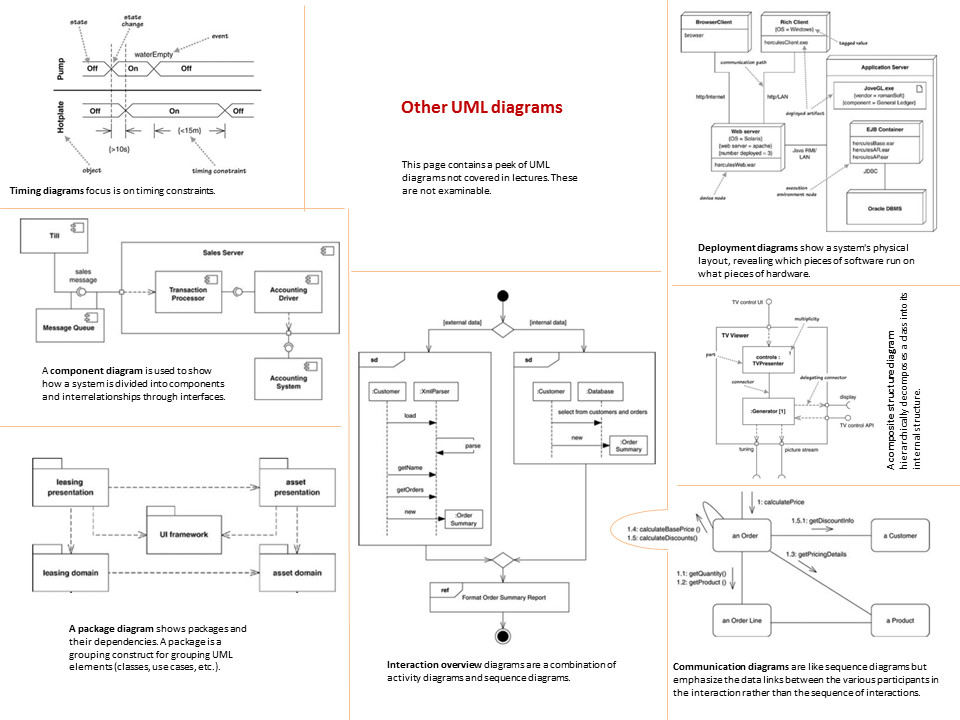 state
state
change
event
waterEmpty
Pump
Off
On
Off
Hotplate
Off
On
Off
{<15m}
{>10s}
object
timing constraint
Timing diagrams focus is on timing constraints.
Other UML diagrams
This page contains a peek of UML
diagrams not covered in lectures. These
are not examinable.
BrowserClient
browser
Rich Client
{OS = Windows}
herculesClient.exe
tagged value
communication path
Application Server
JoveGL.exe
{vendor = romanSoft}
{component = General Ledger}
http/Internet
http/LAN
deployed artifact
Web server
{OS = Solaris}
{web server = apache}
{number deployed = 3}
herculesWeb.war
Java RMI/
LAN
EJB Container
herculesBase.ear
herculesAR.ear
herculesAP.ear
JDBC
execution
environment node
device node
Oracle DBMS
Deployment diagrams show a system's physical
layout, revealing which pieces of software run on
what pieces of hardware.
Till
Sales Server
sales
message
Transaction
Processor
Accounting
Driver
Message Queue
Accounting
System
A component diagram is used to show
how a system is divided into components
and interrelationships through interfaces.
[external data]
[internal data]
sd
:Customer
:XmlParser
load
parse
getName
getOrders
new
:Order
Summary
sd
:Customer
:Database
select from customers and orders
new
:Order
Summary
ref
Format Order Summary Report
Interaction overview diagrams are a combination of
activity diagrams and sequence diagrams.
TV control UI
multiplicity
TV Viewer
part
controls :
TVPresenter
1
connector
delegating connector
:Generator [1]
display
TV control API
tuning
picture stream
A composite structure diagram
hierarchically decomposes a class into its
internal structure.
leasing
presentation
asset
presentation
UI framework
leasing domain
asset domain
A package diagram shows packages and
their dependencies. A package is a
grouping construct for grouping UML
elements (classes, use cases, etc.).
1: calculatePrice
1.4: calculateBasePrice ()
1.5: calculateDiscounts()
an Order
1.5.1: getDiscountInfo
a Customer
1.3: getPricingDetails
1.1: getQuantity()
1.2: getProduct ()
an Order Line
a Product
Communication diagrams are like sequence diagrams but
emphasize the data links between the various participants in
the interaction rather than the sequence of interactions.